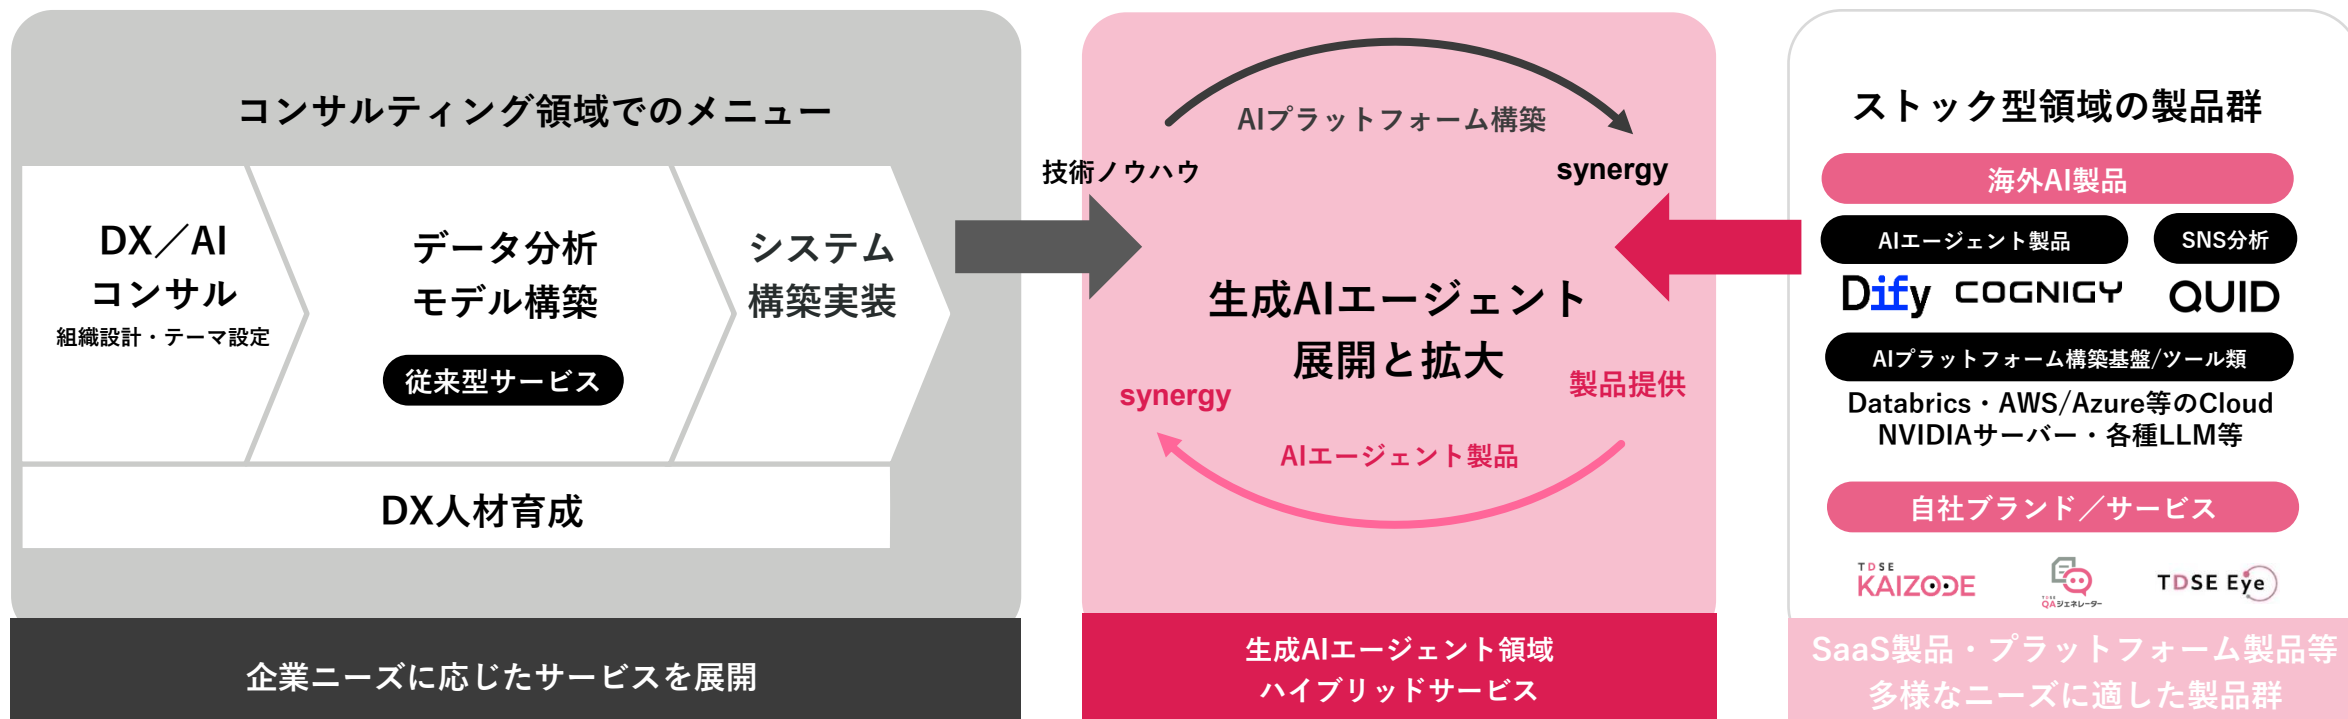 コンサルティング領域でのメニュー
DX／AI
コンサル
組織設計・テーマ設定
データ分析
モデル構築
従来型サービス
システム
構築実装
DX人材育成
企業ニーズに応じたサービスを展開
AIプラットフォーム構築
技術ノウハウ
synergy
生成AIエージェント
展開と拡大
synergy
製品提供
AIエージェント製品
生成AIエージェント領域
ハイブリッドサービス
ストック型領域の製品群
海外AI製品
AIエージェント製品
SNS分析
Dify
COGNIGY
QUID
AIプラットフォーム構築基盤/ツール類
Databrics・AWS/Azure等のCloud
NVIDIAサーバー・各種LLM等
自社ブランド／サービス
TDSE
KAIZODE
TDSE
QAジェネレーター
TDSE Eye
SaaS製品・プラットフォーム製品等
多様なニーズに適した製品群